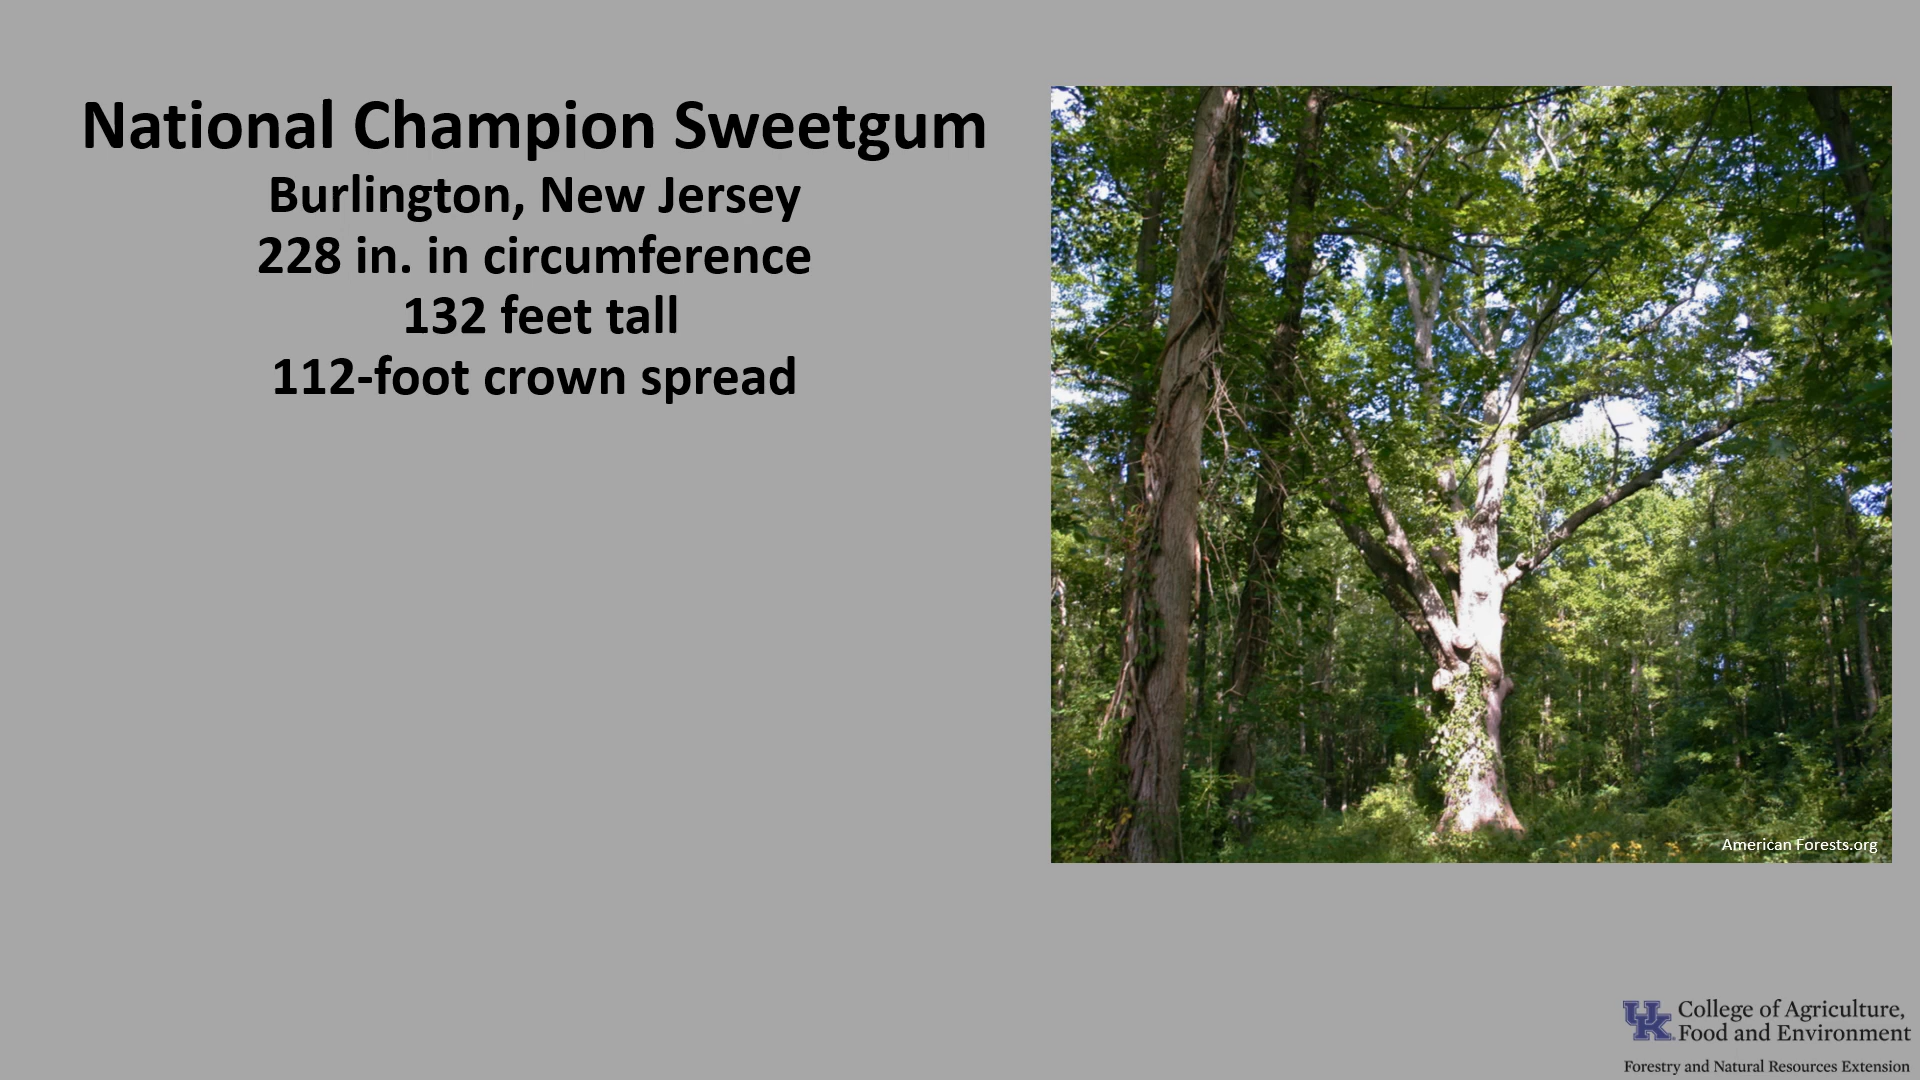 National Champion Sweetgum
Burlington, New Jersey
228 in. in circumference
132 feet tall
112-foot crown spread
American Forests.org
UK College of Agriculture,
Food and Environment
Forestry and Natural Resources Extension